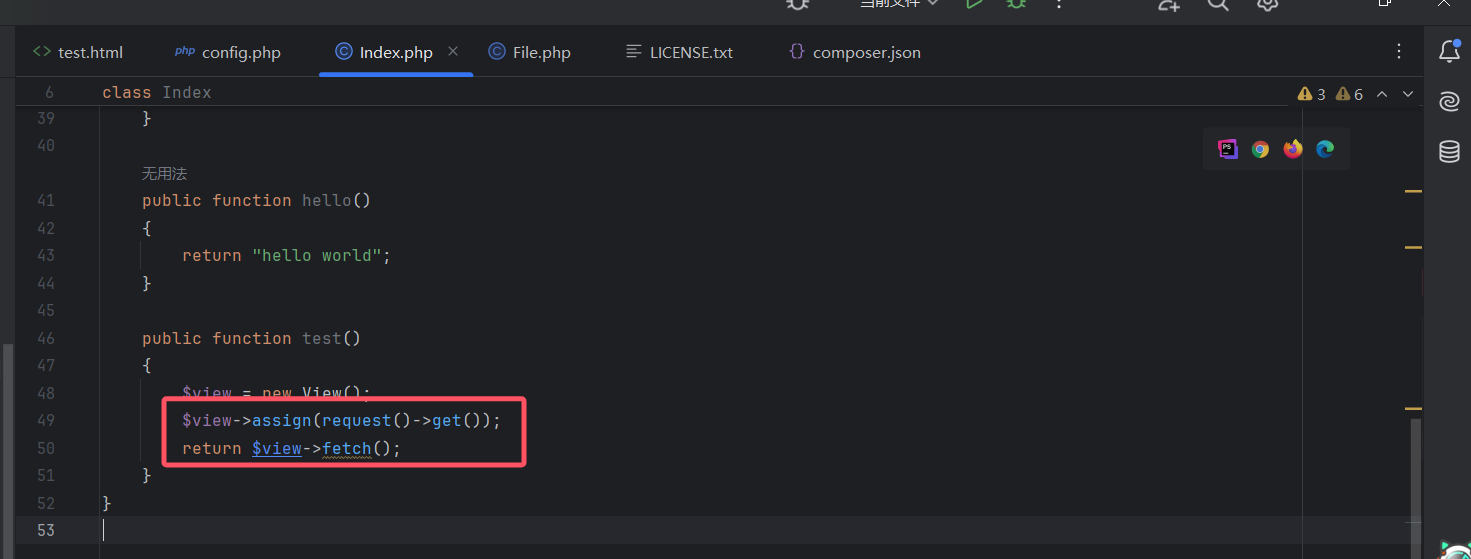 当前文件
test.html php config.php Index.php File.php LICENSE.txt composer.json
6 class Index 3 6
39 }
40
无用法
41 public function hello()
42 {
43 return "hello world";
44 }
45
46 public function test()
47 {
48 $view = new View();
49 $view->assign(request()->get());
50 return $view->fetch();
51 }
52 }
53